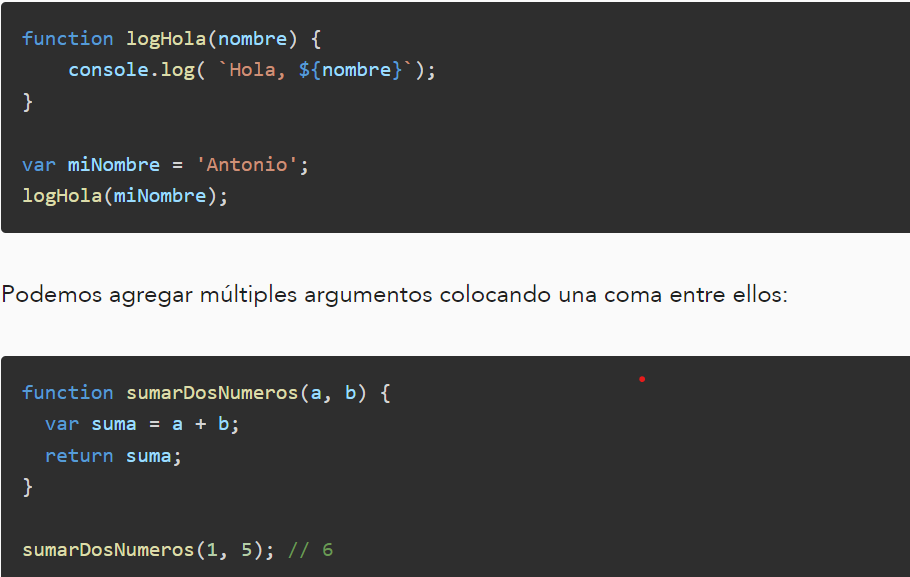 function logHola(nombre) {
    console.log( `Hola, ${nombre}`);
}
var miNombre = 'Antonio';
logHola(miNombre);
Podemos agregar múltiples argumentos colocando una coma entre ellos:
function sumarDosNumeros(a, b) {
  var suma = a + b;
  return suma;
}
sumarDosNumeros(1, 5); // 6